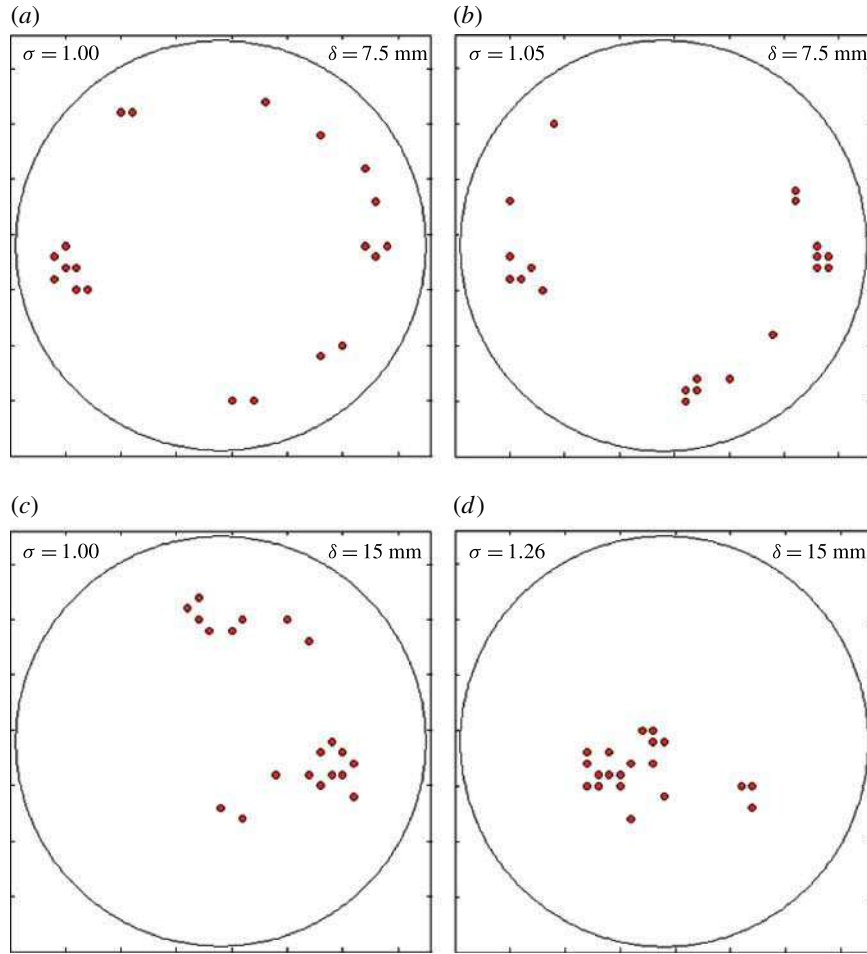 (a)
(b)
σ = 1.00
δ = 7.5 mm
σ = 1.05
δ = 7.5 mm
(c)
(d)
σ = 1.00
δ = 15 mm
σ = 1.26
δ = 15 mm